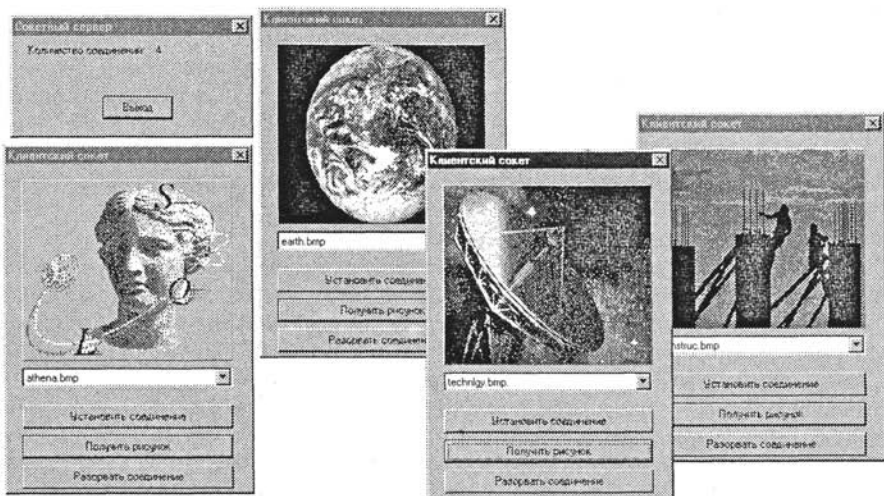 Сокетный сервер
Количество соединений: 4
Выход
Клиентский сокет
athena.bmp
Установить соединение
Получить рисунок
Разорвать соединение
Клиентский сокет
earth.bmp
Установить
Получить рисунок
Разорвать
Клиентский сокет
technlgy.bmp
Установить соединение
Получить рисунок
Разорвать соединение
Клиентский сокет
nstruc.bmp
Установить соединение
Получить рисунок
Разорвать соединение
S
O
L